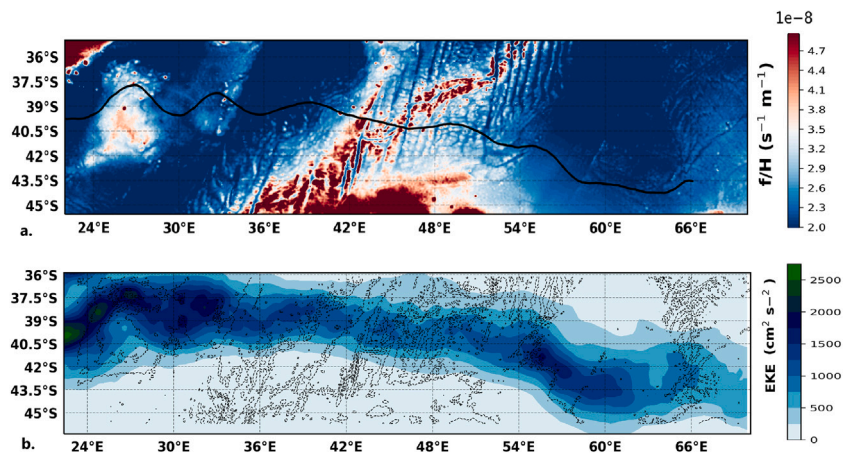 1e−8
36°S
37.5°S
39°S
40.5°S
42°S
43.5°S
45°S
24°E 30°E 36°E 42°E 48°E 54°E 60°E 66°E
a.
4.7
4.4
4.1
3.8
3.5
3.2
2.9
2.6
2.3
2.0
f/H (s⁻¹ m⁻¹)
36°S
37.5°S
39°S
40.5°S
42°S
43.5°S
45°S
24°E 30°E 36°E 42°E 48°E 54°E 60°E 66°E
b.
2500
2000
1500
1000
500
0
EKE (cm² s⁻²)